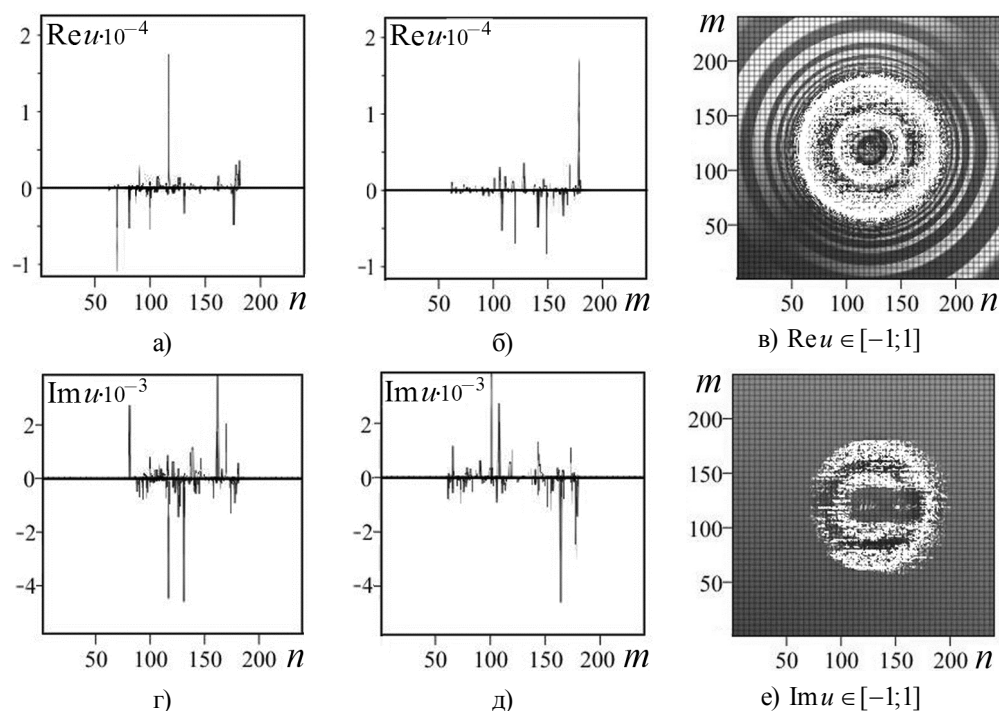 Reu·10⁻⁴
2
1
0
−1
50 100 150 200 n
а)
Reu·10⁻⁴
2
1
0
−1
50 100 150 200 m
б)
m
200
150
100
50
50 100 150 200 n
в) Re u ∈ [−1;1]
Imu·10⁻³
2
0
−2
−4
50 100 150 200 n
г)
Imu·10⁻³
2
0
−2
−4
50 100 150 200 m
д)
m
200
150
100
50
50 100 150 200 n
е) Im u ∈ [−1;1]